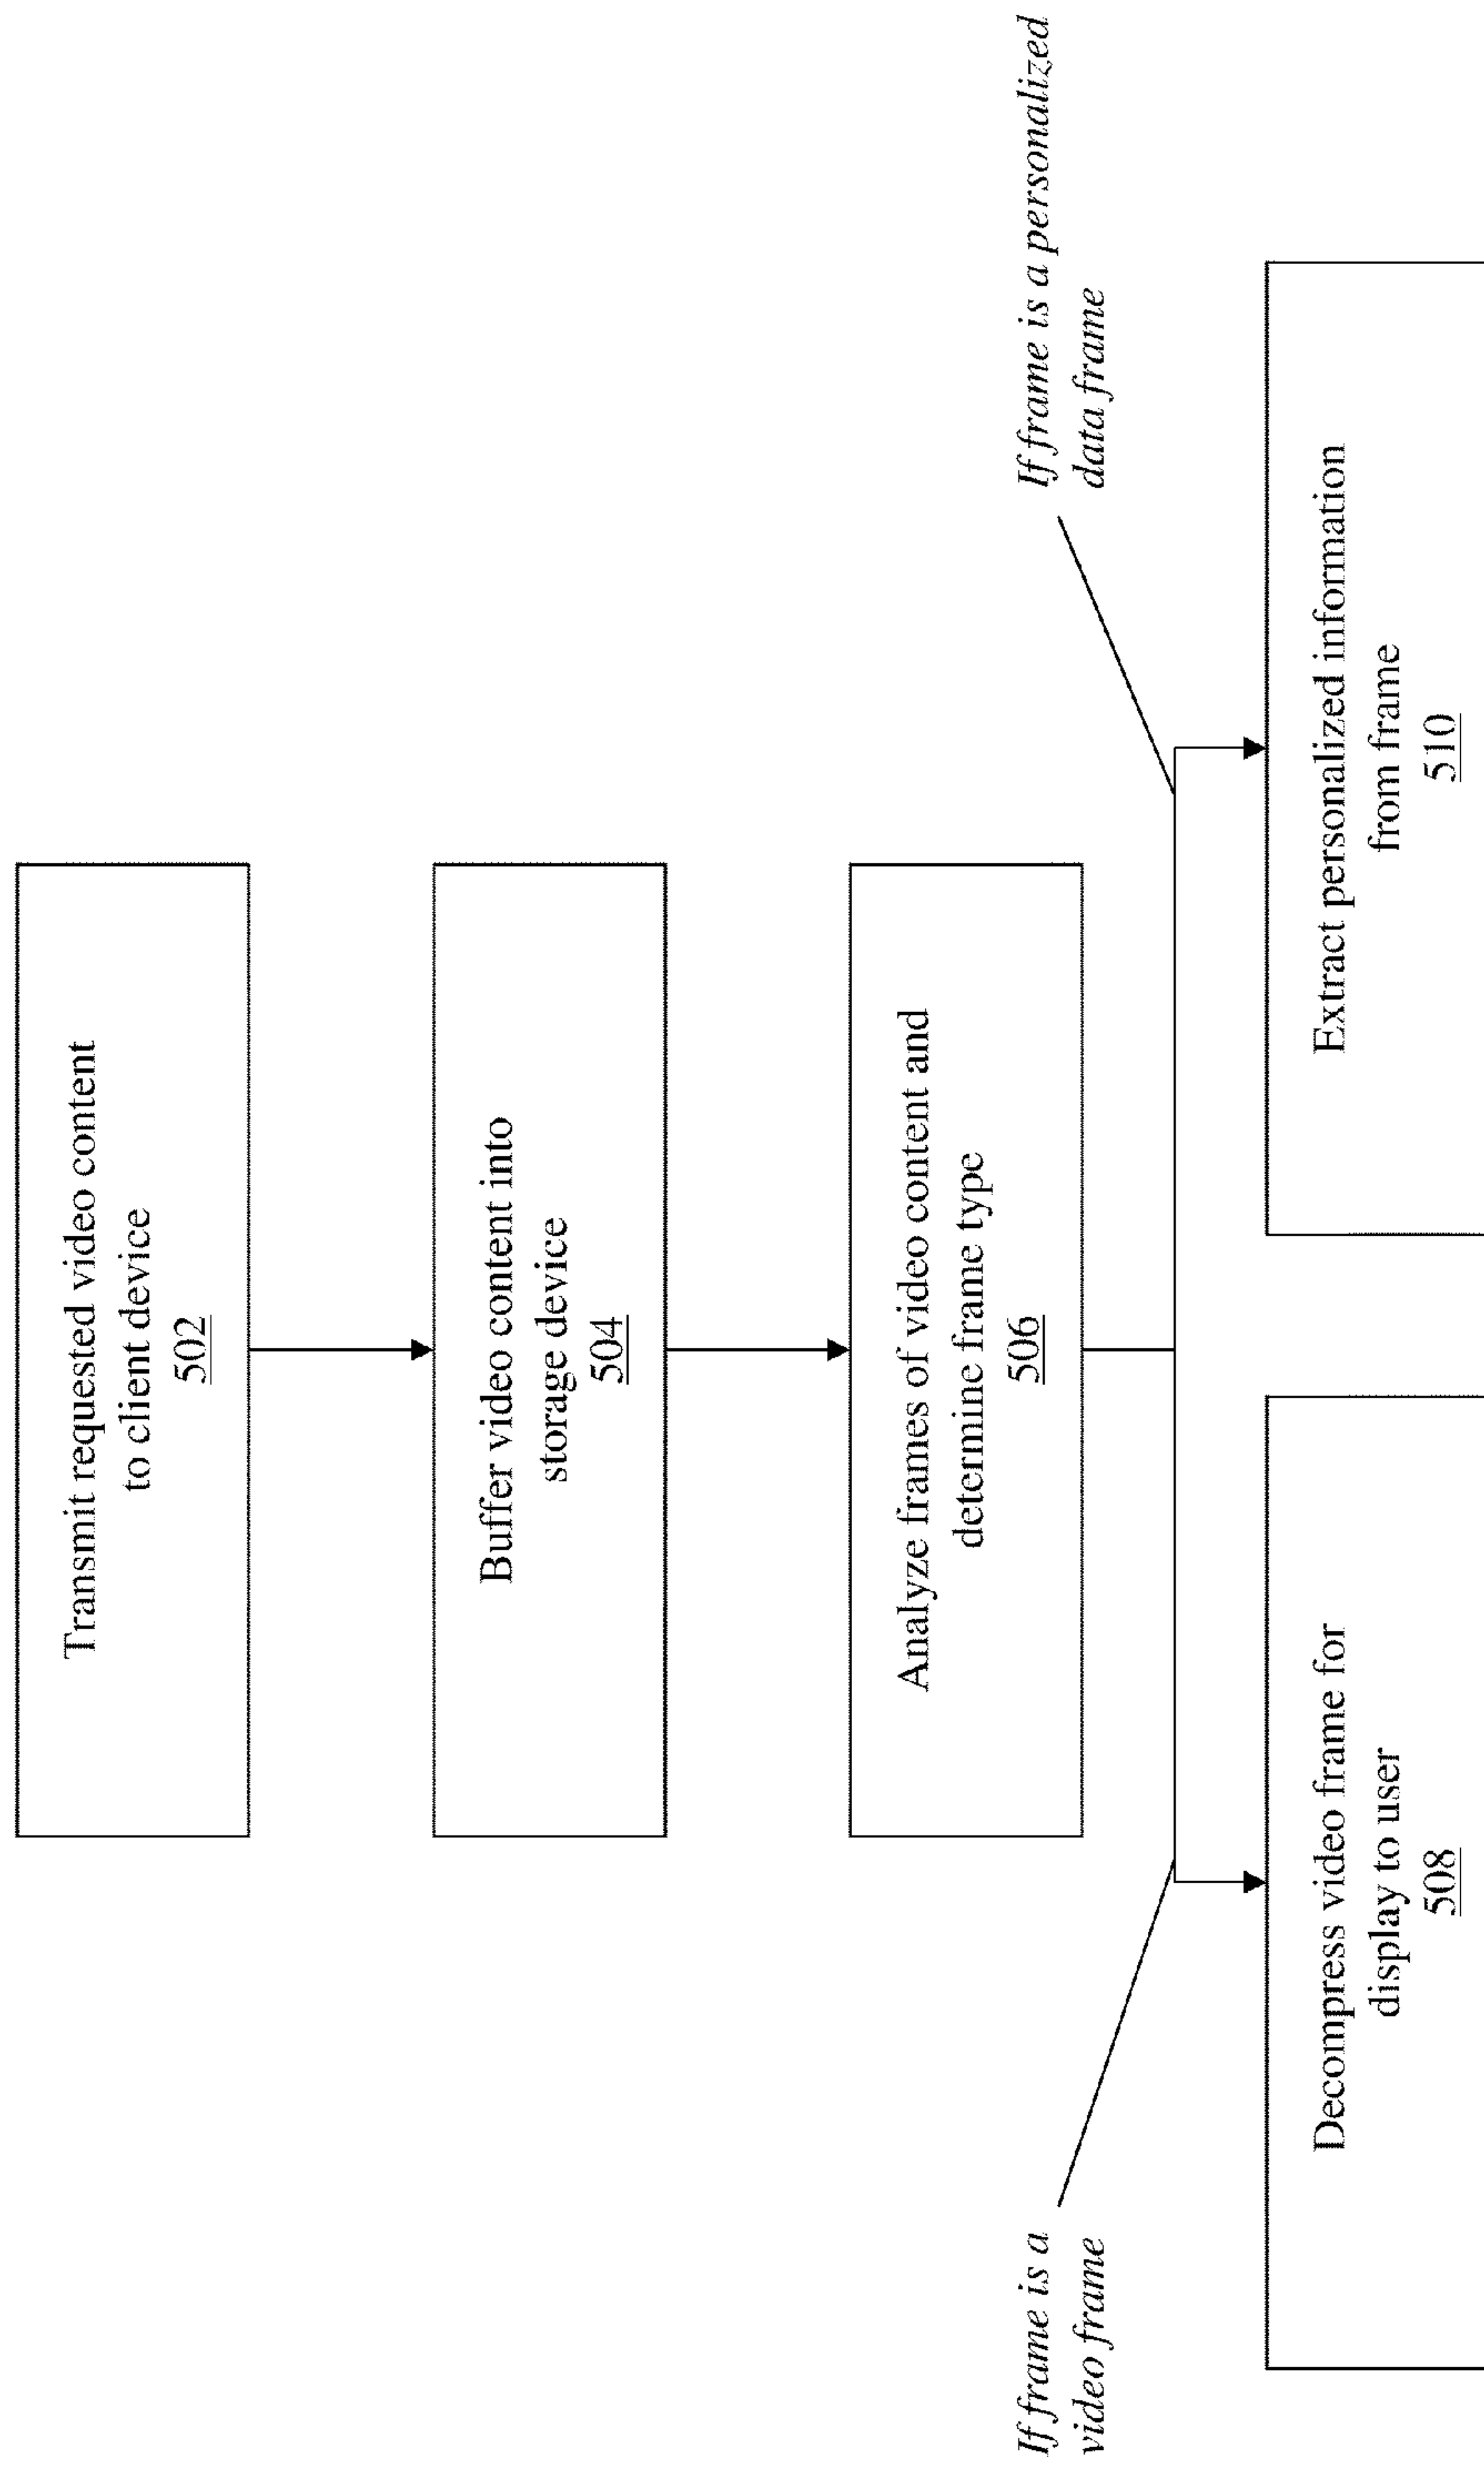 Transmit requested video content
to client device
502
Buffer video content into
storage device
504
Analyze frames of video content and
determine frame type
506
If frame is a
video frame
If frame is a personalized
data frame
Decompress video frame for
display to user
508
Extract personalized information
from frame
510